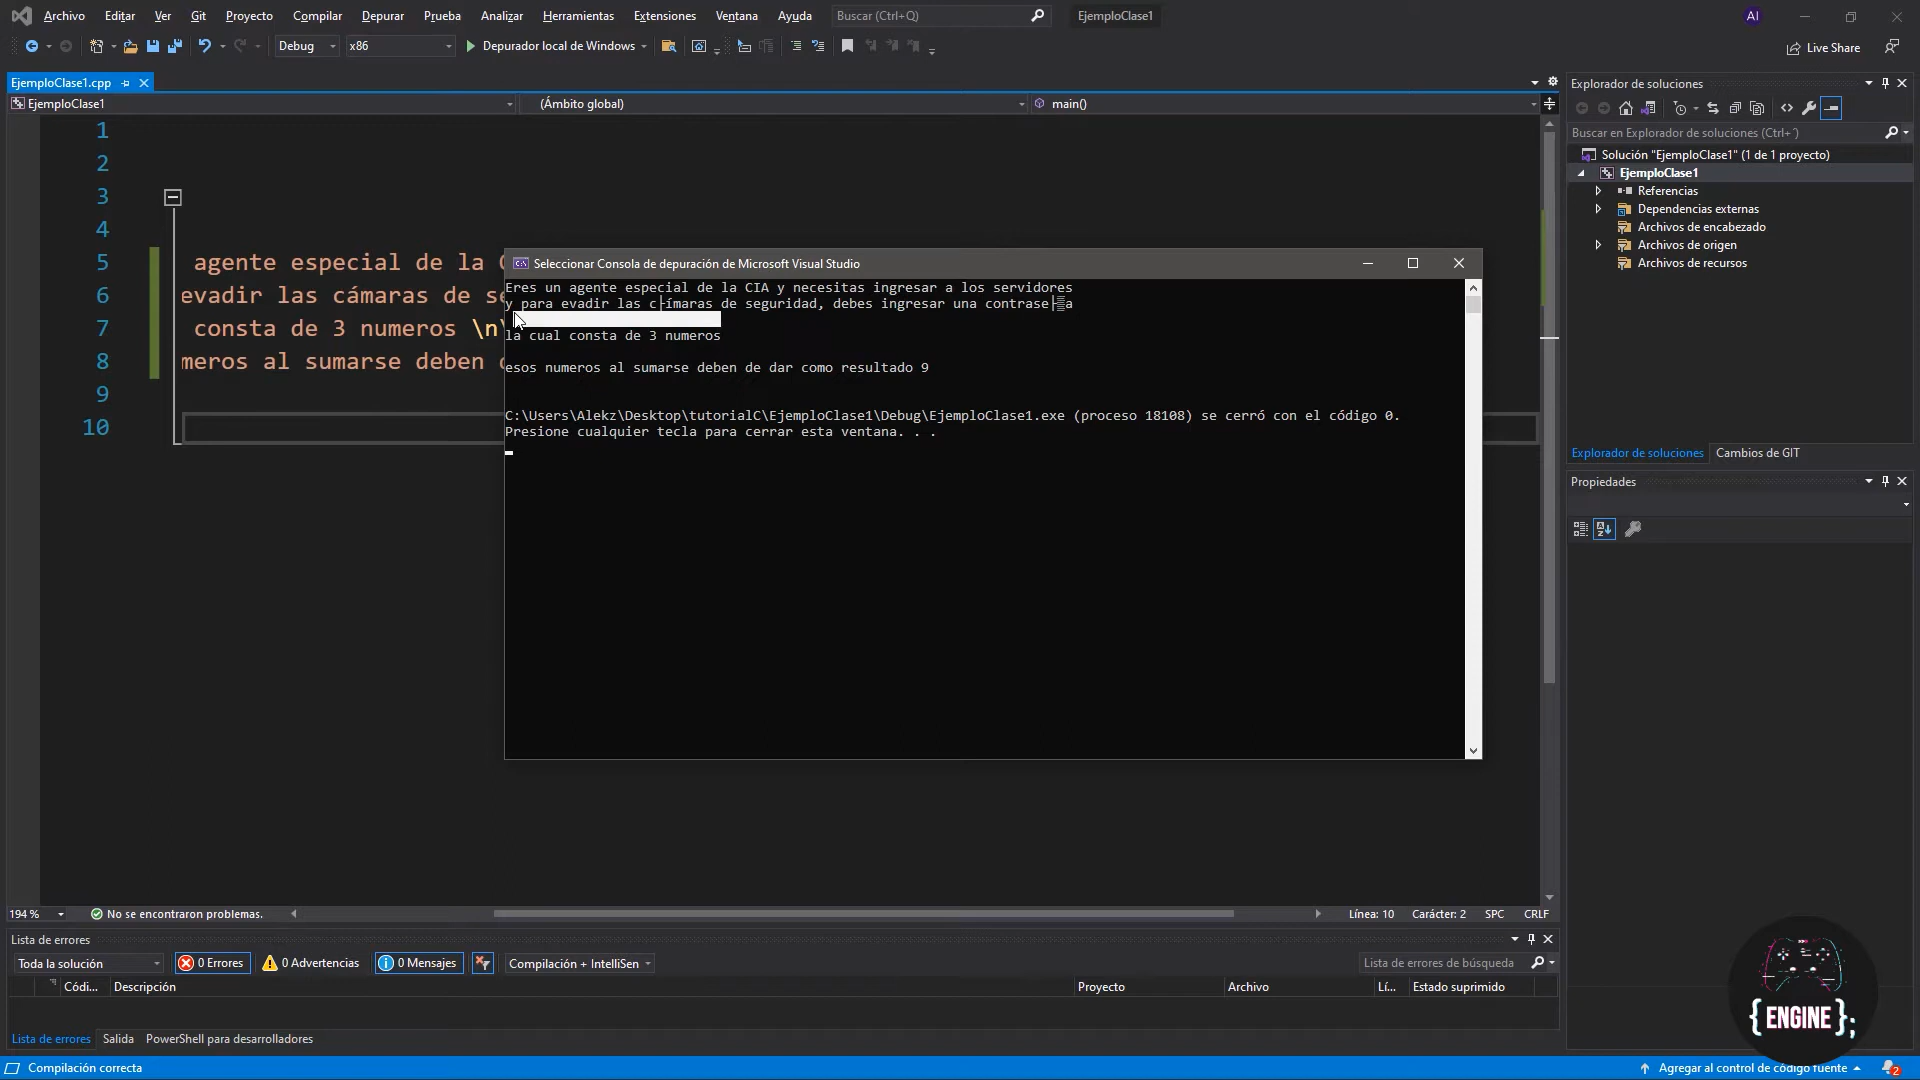 Archivo Editar Ver Git Proyecto Compilar Depurar Prueba Analizar Herramientas Extensiones Ventana Ayuda Buscar (Ctrl+Q) EjemploClase1 AI
Debug x86 Depurador local de Windows Live Share
EjemploClase1.cpp
EjemploClase1 (Ámbito global) main()
1
2
3
4
5 agente especial de la C
6 evadir las cámaras de se
7 consta de 3 numeros \n\
8 meros al sumarse deben
9
10
Seleccionar Consola de depuración de Microsoft Visual Studio
Eres un agente especial de la CIA y necesitas ingresar a los servidores
y para evadir las c├ímaras de seguridad, debes ingresar una contrase├▒a
la cual consta de 3 numeros
esos numeros al sumarse deben de dar como resultado 9
C:\Users\Alekz\Desktop\tutorialC\EjemploClase1\Debug\EjemploClase1.exe (proceso 18108) se cerró con el código 0.
Presione cualquier tecla para cerrar esta ventana. . .
Explorador de soluciones
Buscar en Explorador de soluciones (Ctrl+´)
Solución "EjemploClase1" (1 de 1 proyecto)
EjemploClase1
Referencias
Dependencias externas
Archivos de encabezado
Archivos de origen
Archivos de recursos
Explorador de soluciones Cambios de GIT
Propiedades
194 % No se encontraron problemas. Línea: 10 Carácter: 2 SPC CRLF
Lista de errores
Toda la solución 0 Errores 0 Advertencias 0 Mensajes Compilación + IntelliSen Lista de errores de búsqueda
Códi... Descripción Proyecto Archivo Lí... Estado suprimido
Lista de errores Salida PowerShell para desarrolladores
{ENGINE};
Compilación correcta Agregar al control de código fuente 2